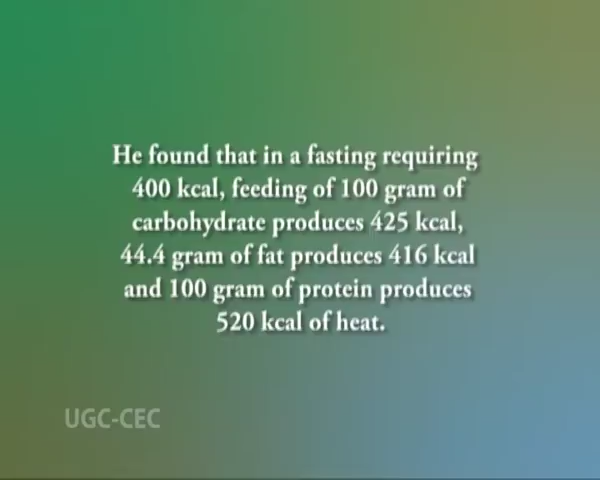 He found that in a fasting requiring
400 kcal, feeding of 100 gram of
carbohydrate produces 425 kcal,
44.4 gram of fat produces 416 kcal
and 100 gram of protein produces
520 kcal of heat.
UGC-CEC